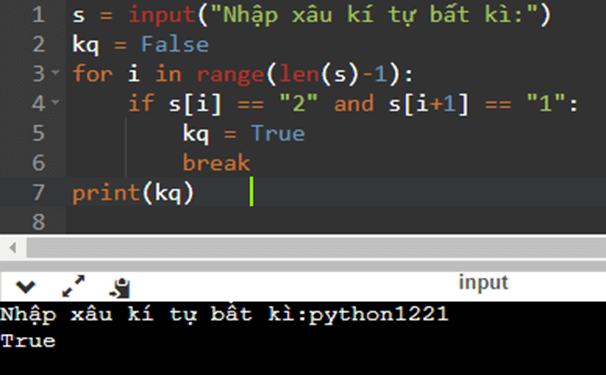 1 s = input("Nhập xâu kí tự bất kì:")
2 kq = False
3 for i in range(len(s)-1):
4     if s[i] == "2" and s[i+1] == "1":
5         kq = True
6         break
7 print(kq)
8
input
Nhập xâu kí tự bất kì:python1221
True